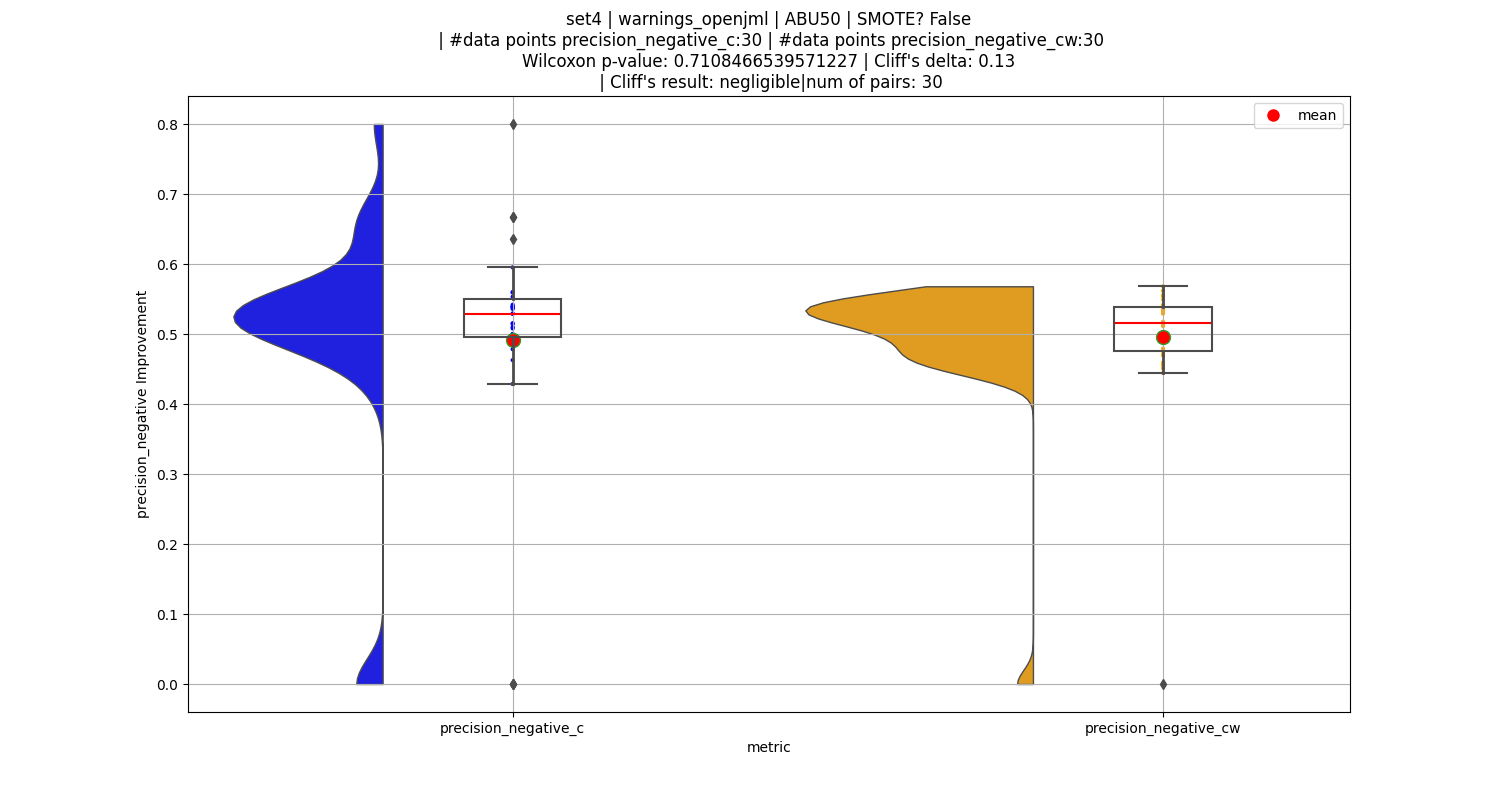 set4 | warnings_openjml | ABU50 | SMOTE? False
| #data points precision_negative_c:30 | #data points precision_negative_cw:30
Wilcoxon p-value: 0.7108466539571227 | Cliff's delta: 0.13
| Cliff's result: negligible|num of pairs: 30
mean
0.8
0.7
0.6
0.5
0.4
0.3
0.2
0.1
0.0
precision_negative Improvement
precision_negative_c
precision_negative_cw
metric